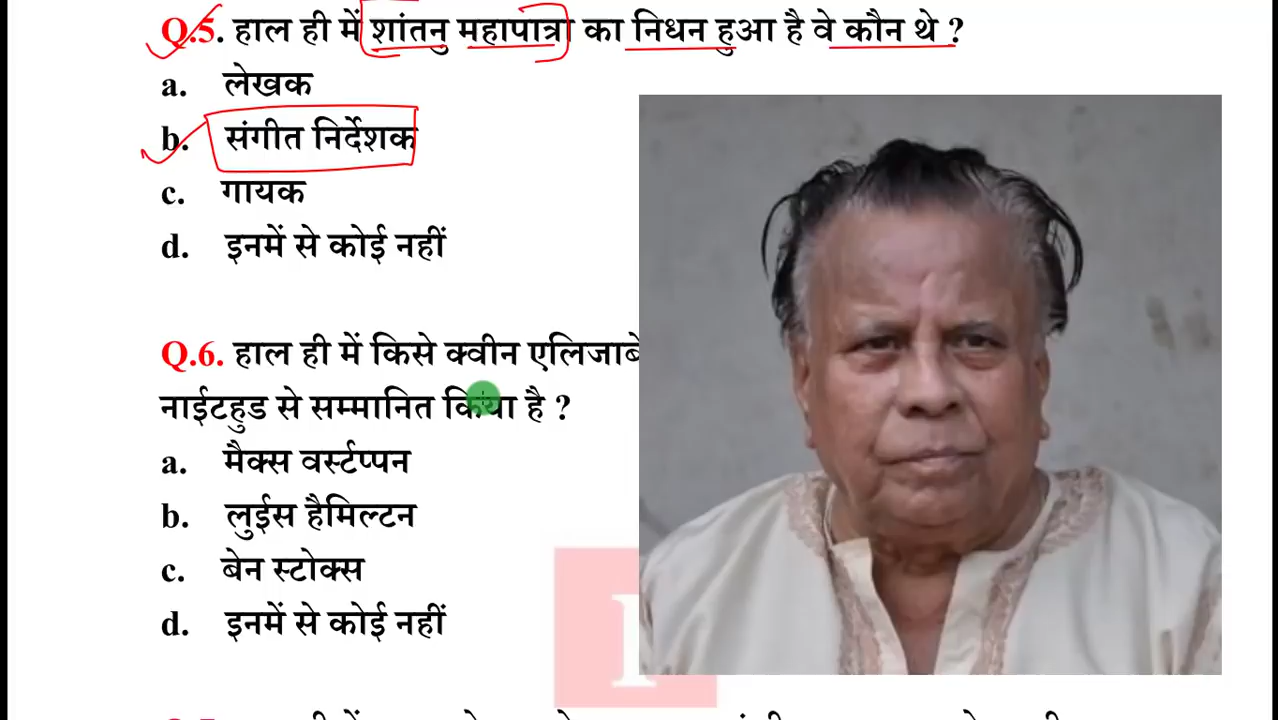 Q.5. हाल ही में शांतनु महापात्रा का निधन हुआ है वे कौन थे ?
a. लेखक
b. संगीत निर्देशक
c. गायक
d. इनमें से कोई नहीं
Q.6. हाल ही में किसे क्वीन एलिजाबे
नाईटहुड से सम्मानित किया है ?
a. मैक्स वर्स्टप्पन
b. लुईस हैमिल्टन
c. बेन स्टोक्स
d. इनमें से कोई नहीं